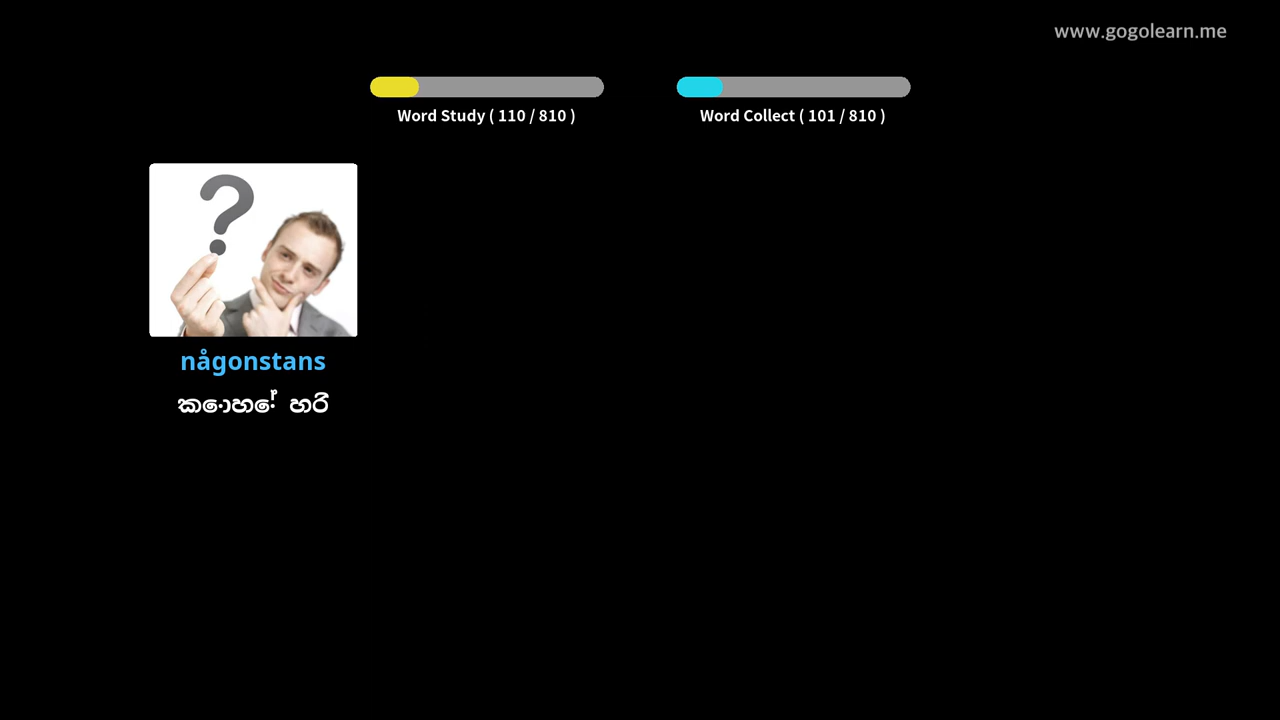 www.gogolearn.me
Word Study ( 110 / 810 )
Word Collect ( 101 / 810 )
någonstans
කොහේ හරි